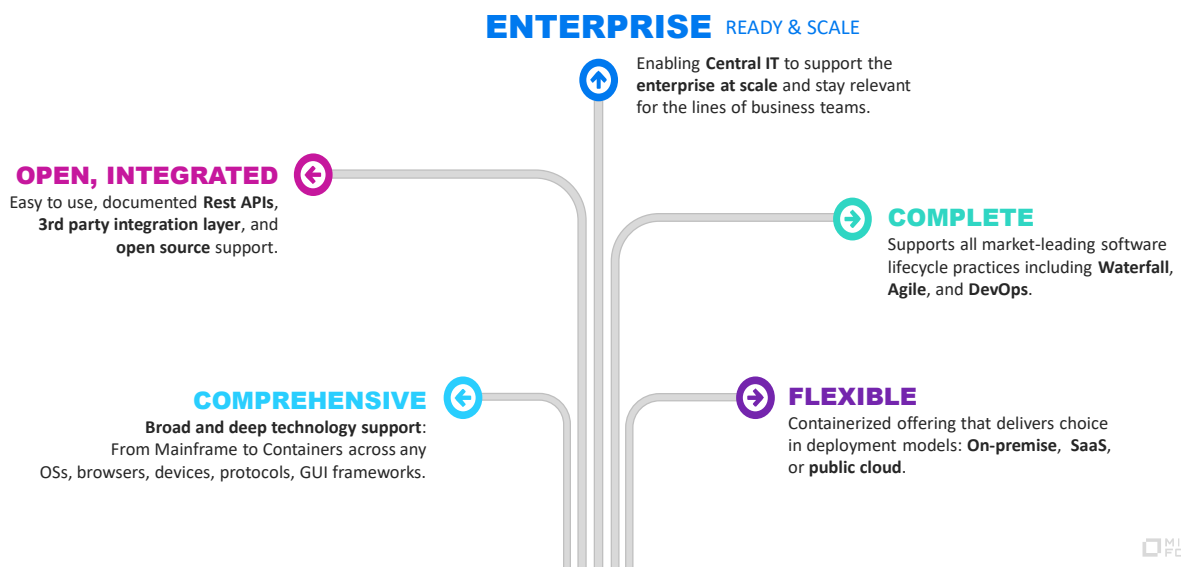 ENTERPRISE READY & SCALE
Enabling Central IT to support the
enterprise at scale and stay relevant
for the lines of business teams.
OPEN, INTEGRATED
Easy to use, documented Rest APIs,
3rd party integration layer, and
open source support.
COMPLETE
Supports all market-leading software
lifecycle practices including Waterfall,
Agile, and DevOps.
COMPREHENSIVE
Broad and deep technology support:
From Mainframe to Containers across any
OSs, browsers, devices, protocols, GUI frameworks.
FLEXIBLE
Containerized offering that delivers choice
in deployment models: On-premise, SaaS,
or public cloud.